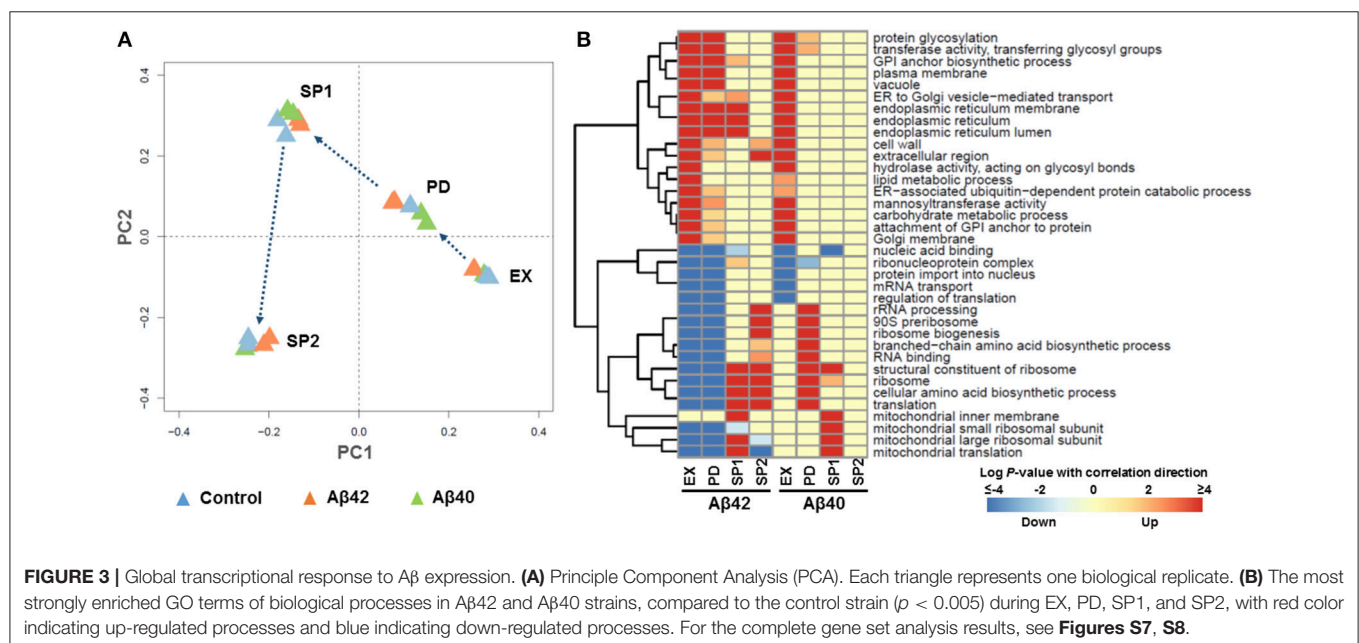 A
0.4
0.2
0.0
−0.2
−0.4
PC2
SP1
PD
EX
SP2
−0.4
−0.2
0.0
0.2
0.4
PC1
Control
Aβ42
Aβ40
B
protein glycosylation
transferase activity, transferring glycosyl groups
GPI anchor biosynthetic process
plasma membrane
vacuole
ER to Golgi vesicle−mediated transport
endoplasmic reticulum membrane
endoplasmic reticulum
endoplasmic reticulum lumen
cell wall
extracellular region
hydrolase activity, acting on glycosyl bonds
lipid metabolic process
ER−associated ubiquitin−dependent protein catabolic process
mannosyltransferase activity
carbohydrate metabolic process
attachment of GPI anchor to protein
Golgi membrane
nucleic acid binding
ribonucleoprotein complex
protein import into nucleus
mRNA transport
regulation of translation
rRNA processing
90S preribosome
ribosome biogenesis
branched−chain amino acid biosynthetic process
RNA binding
structural constituent of ribosome
ribosome
cellular amino acid biosynthetic process
translation
mitochondrial inner membrane
mitochondrial small ribosomal subunit
mitochondrial large ribosomal subunit
mitochondrial translation
EX PD SP1 SP2 EX PD SP1 SP2
Aβ42 Aβ40
Log P-value with correlation direction
≤-4 -2 0 2 ≥4
Down Up
FIGURE 3 | Global transcriptional response to Aβ expression. (A) Principle Component Analysis (PCA). Each triangle represents one biological replicate. (B) The most
strongly enriched GO terms of biological processes in Aβ42 and Aβ40 strains, compared to the control strain (p < 0.005) during EX, PD, SP1, and SP2, with red color
indicating up-regulated processes and blue indicating down-regulated processes. For the complete gene set analysis results, see Figures S7, S8.